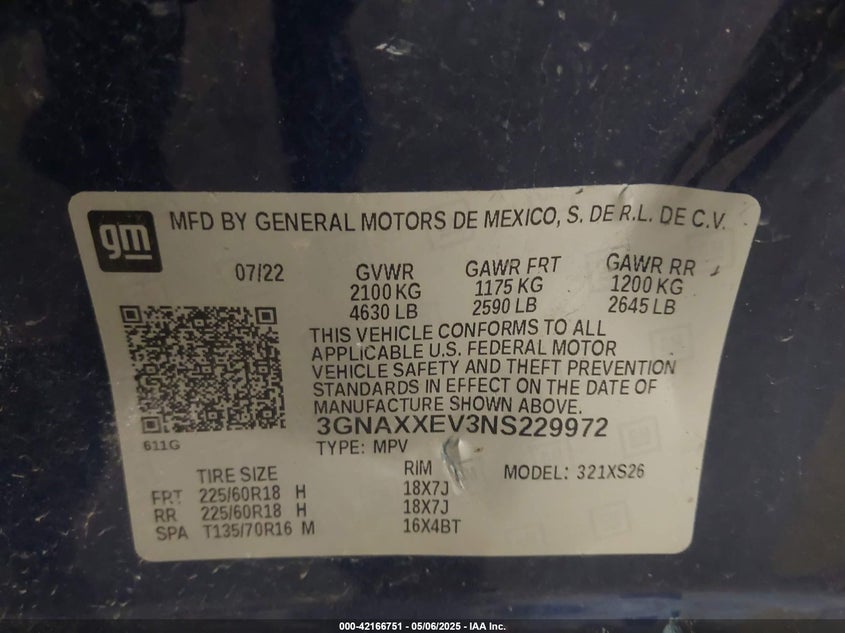 gm
MFD BY GENERAL MOTORS DE MEXICO, S. DE R.L. DE C.V.
07/22
GVWR
2100 KG
4630 LB
GAWR FRT
1175 KG
2590 LB
GAWR RR
1200 KG
2645 LB
THIS VEHICLE CONFORMS TO ALL
APPLICABLE U.S. FEDERAL MOTOR
VEHICLE SAFETY AND THEFT PREVENTION
STANDARDS IN EFFECT ON THE DATE OF
MANUFACTURE SHOWN ABOVE.
3GNAXXEV3NS229972
611G
TYPE: MPV
TIRE SIZE RIM MODEL: 321XS26
FRT 225/60R18 H 18X7J
RR 225/60R18 H 18X7J
SPA T135/70R16 M 16X4BT
000-42166751 - 05/06/2025 - IAA Inc.